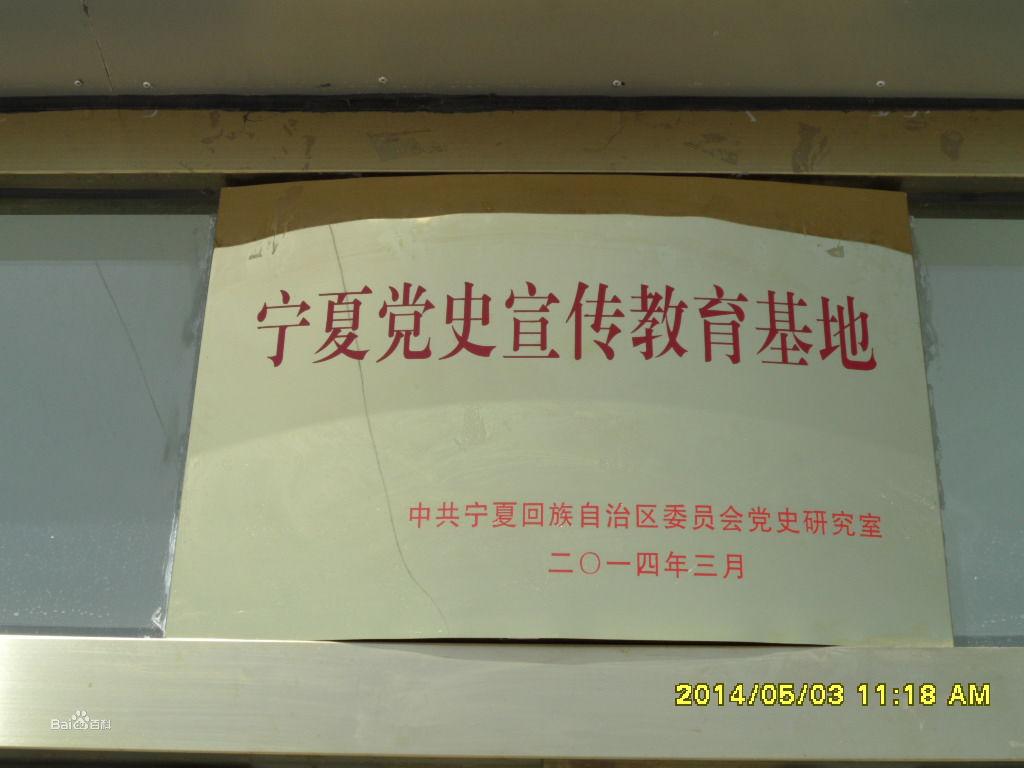 宁夏党史宣传教育基地
中共宁夏回族自治区委员会党史研究室
二〇一四年三月
2014/05/03 11:18 AM
Bai百科